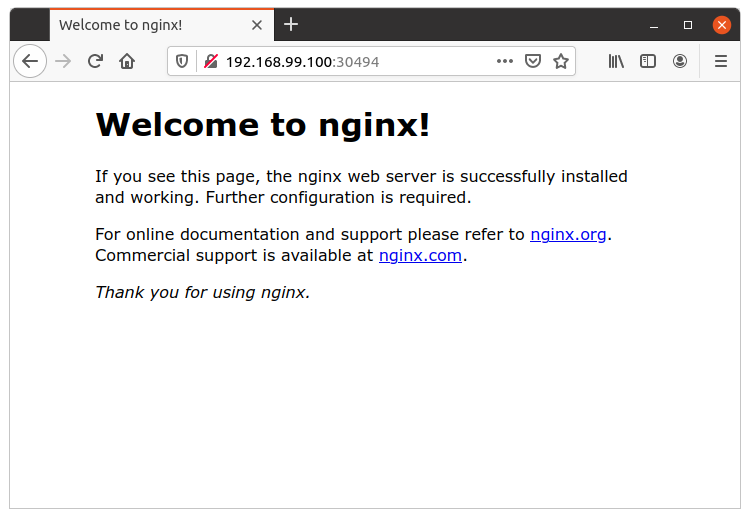 Welcome to nginx!
192.168.99.100:30494
Welcome to nginx!
If you see this page, the nginx web server is successfully installed
and working. Further configuration is required.
For online documentation and support please refer to nginx.org.
Commercial support is available at nginx.com.
Thank you for using nginx.